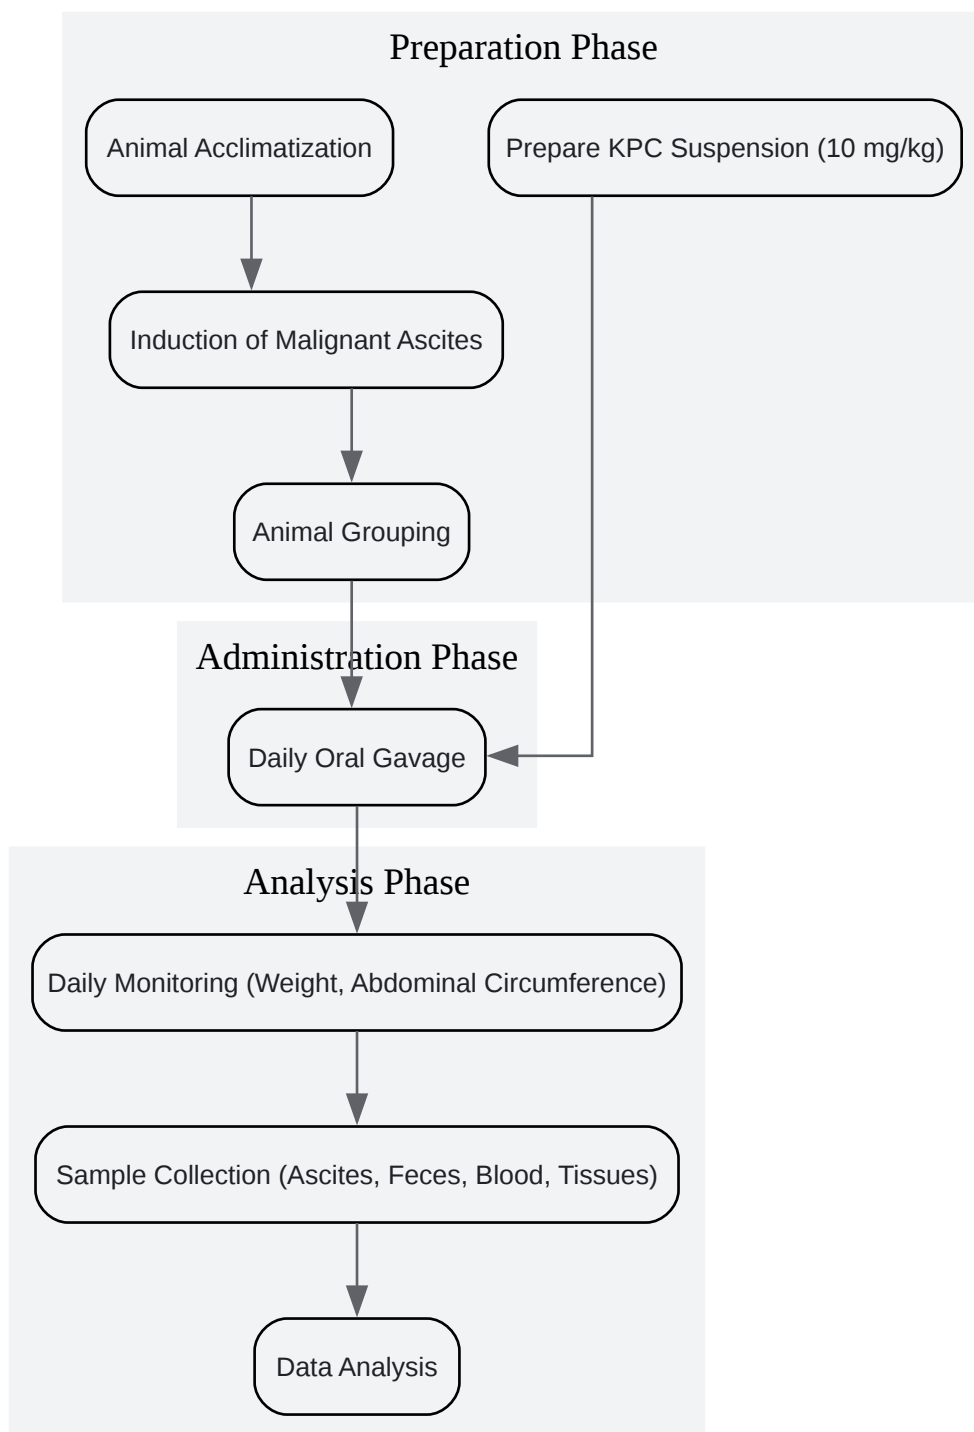 Preparation Phase
Animal Acclimatization
Prepare KPC Suspension (10 mg/kg)
Induction of Malignant Ascites
Animal Grouping
Administration Phase
Daily Oral Gavage
Analysis Phase
Daily Monitoring (Weight, Abdominal Circumference)
Sample Collection (Ascites, Feces, Blood, Tissues)
Data Analysis